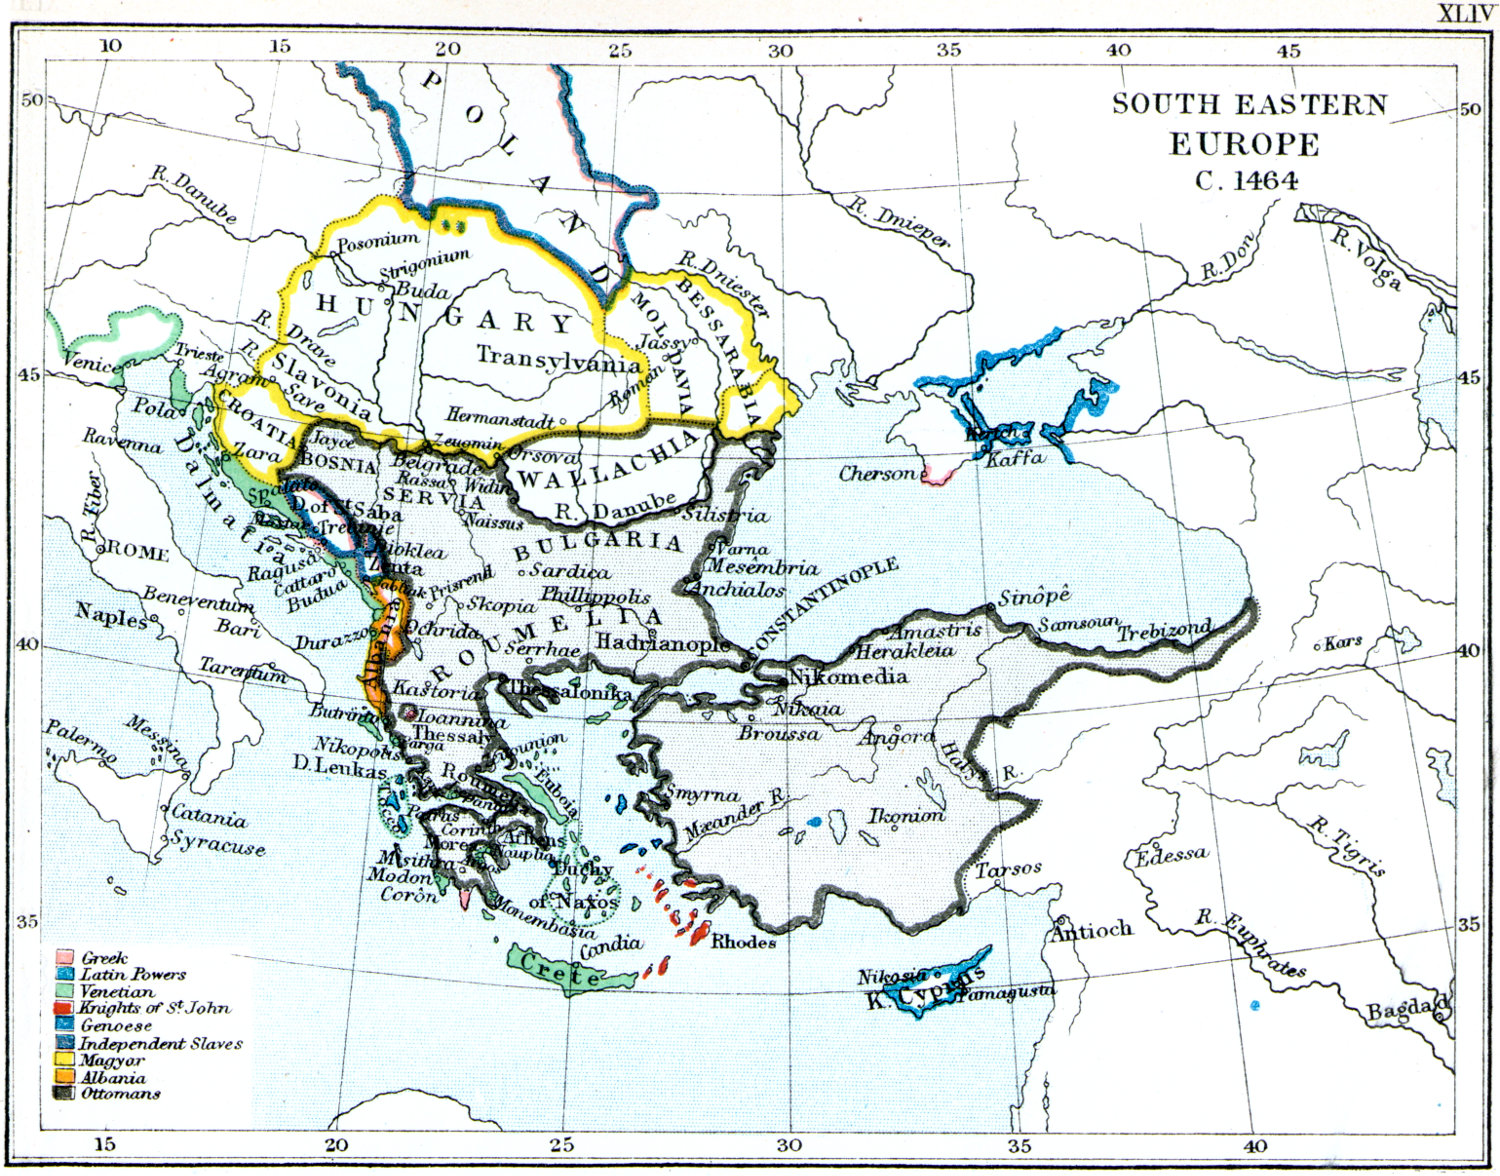 XLIV
10 15 20 25 30 35 40 45
SOUTH EASTERN
EUROPE
C. 1464
50
50
POLAND
R. Danube
R. Dnieper
R. Don
R. Volga
Posonium
Strigonium
Buda
HUNGARY
R. Dniester
BESSARABIA
MOLDAVIA
Jassy
Roman
Transylvania
R. Drave
Slavonia
R. Save
Trieste
Venice
Agram
45
45
Pola
CROATIA
Hermanstadt
Ravenna
Zara
Jayce
BOSNIA
Belgrade
Orsova
WALLACHIA
Kaffa
Cherson
Rassa
Widin
SERVIA
Spalato
D. of St. Saba
R. Danube
Silistria
Naissus
Trebinje
Dalmatia
R. Tiber
ROME
Dioklea
BULGARIA
Varna
Mesêmbria
Zenta
Ragusa
Cattaro
Budua
Sardica
Anchialos
Prisrend
Phillippolis
CONSTANTINOPLE
Sinôpê
Beneventum
Naples
Bari
Skopia
ROUMELIA
Samsoun
Trebizond
Durazzo
Ochrida
Hadrianople
Amastris
Kars
40
40
Albania
Serrhae
Herakleia
Tarentum
Kastoria
Thessalonika
Nikomedia
Butrinto
Ioannina
Nikaia
Messina
Palermo
Thessaly
Broussa
Angora
Nikopolis
Parga
D. Leukas
Halys R.
Euboia
Smyrna
Mæander R.
Catania
Patras
Ikonion
R. Tigris
Syracuse
Corinth
Athens
Morea
Nauplia
Misithra
Argos
Edessa
Modon
Duchy
of Naxos
Tarsos
Corôn
Monembasia
35
35
R. Euphrates
Antioch
Rhodes
Candia
Crete
Nikosia
K. Cyprus
Famagusta
Bagdad
Greek
Latin Powers
Venetian
Knights of St. John
Genoese
Independent Slaves
Magyar
Albania
Ottomans
15 20 25 30 35 40